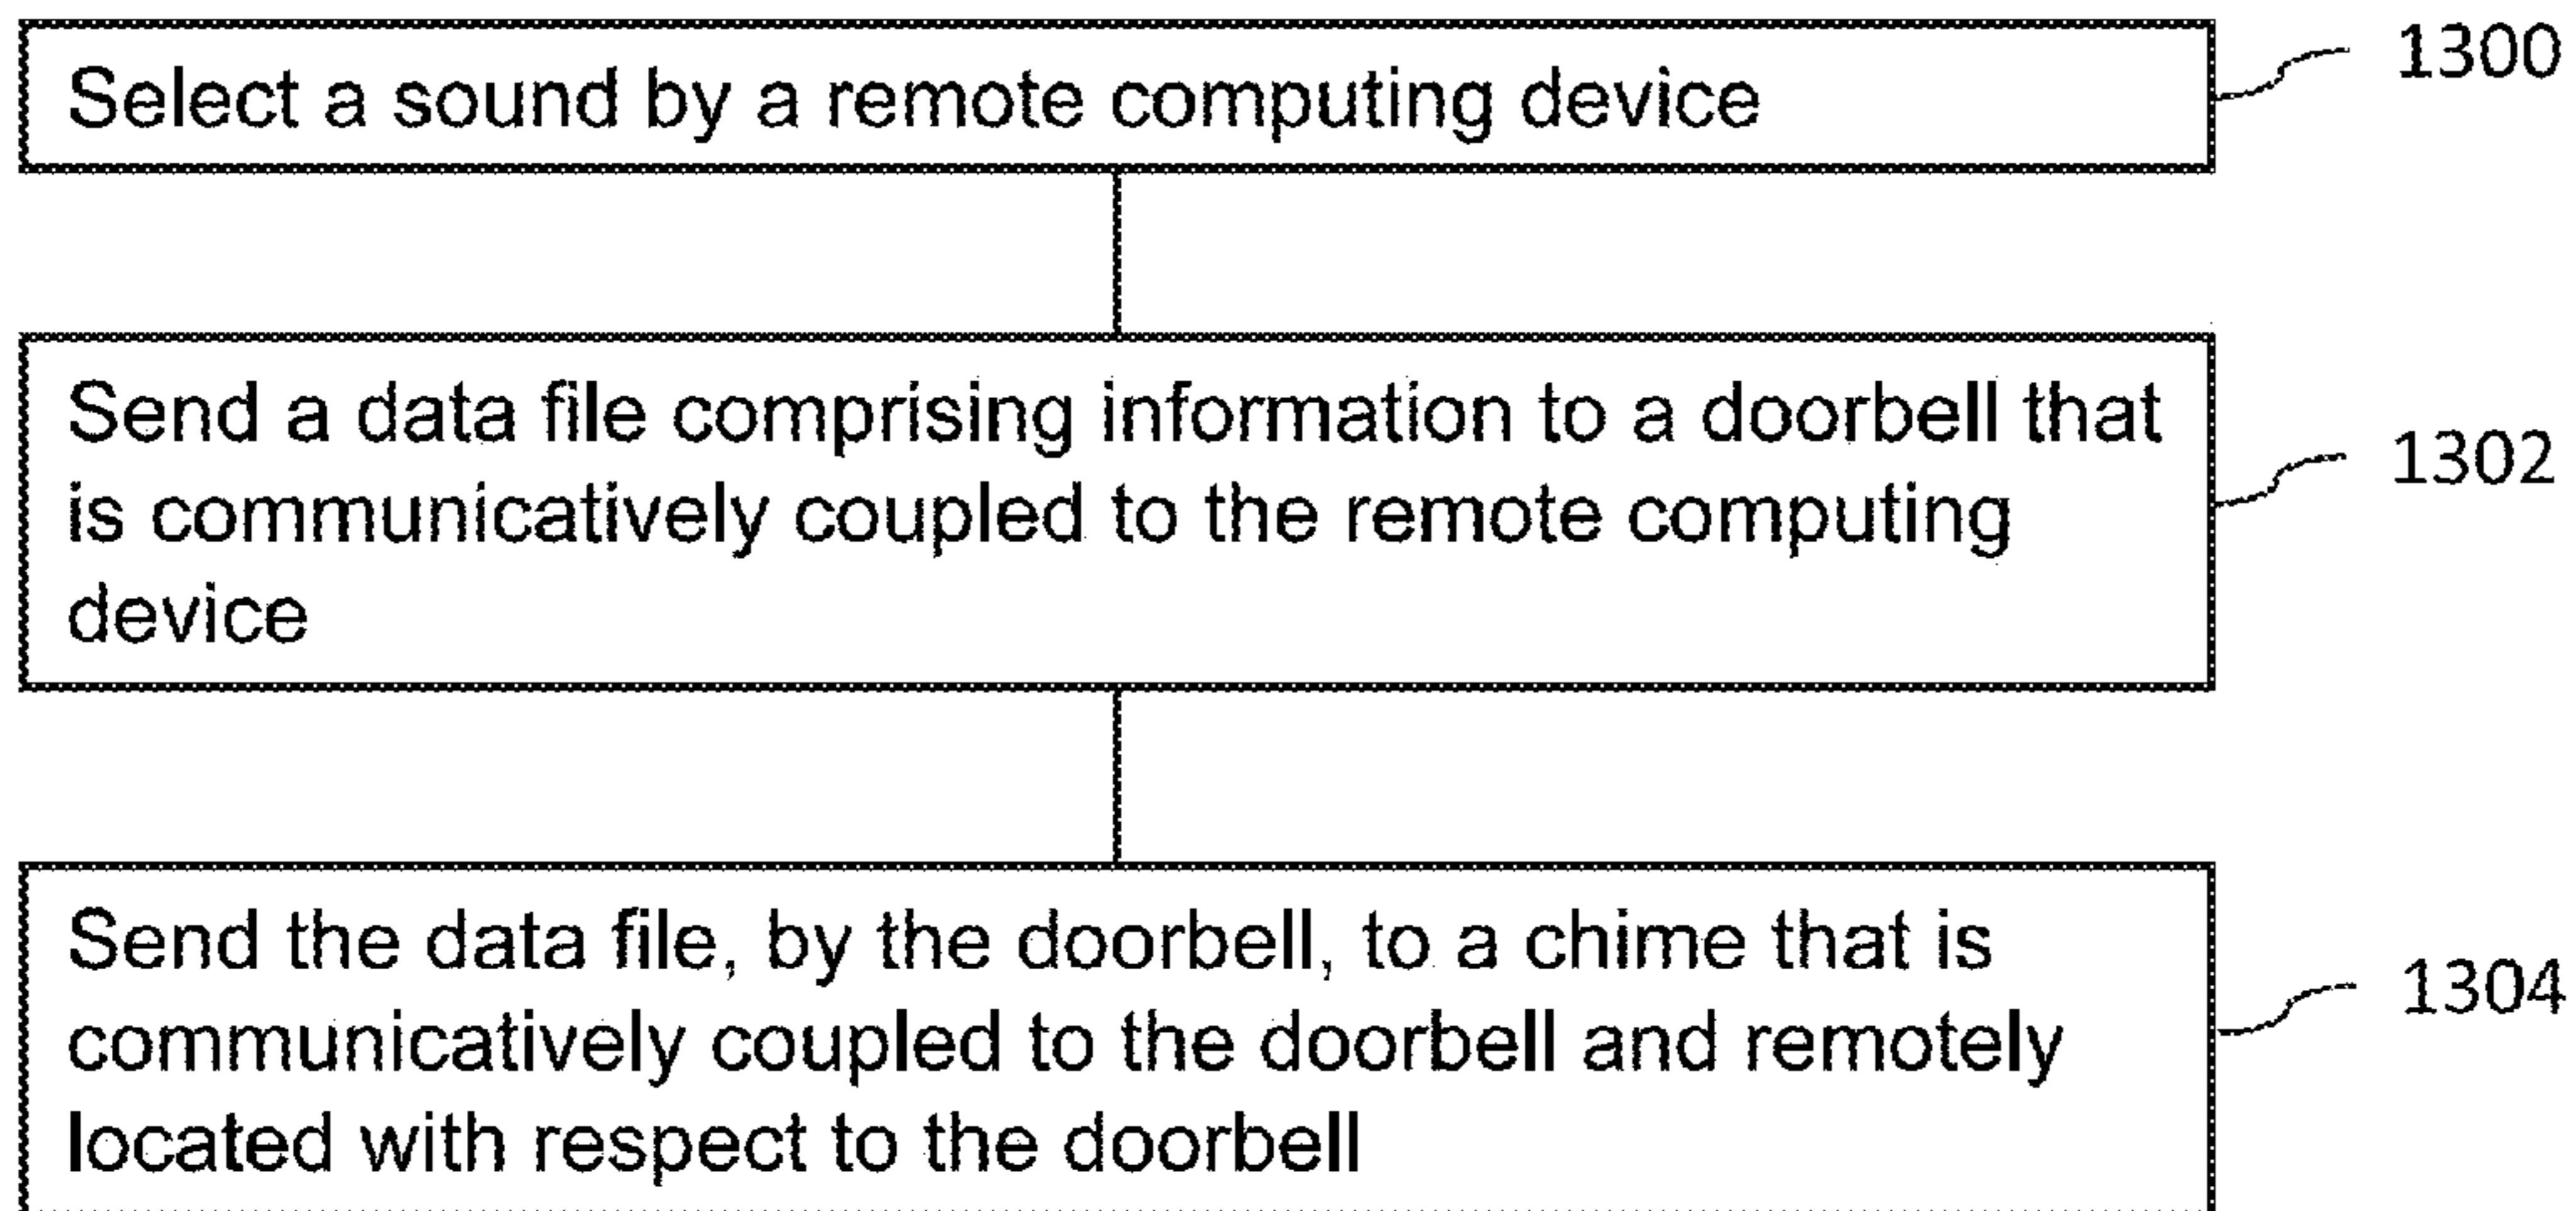 Select a sound by a remote computing device
1300
Send a data file comprising information to a doorbell that
is communicatively coupled to the remote computing
device
1302
Send the data file, by the doorbell, to a chime that is
communicatively coupled to the doorbell and remotely
located with respect to the doorbell
1304